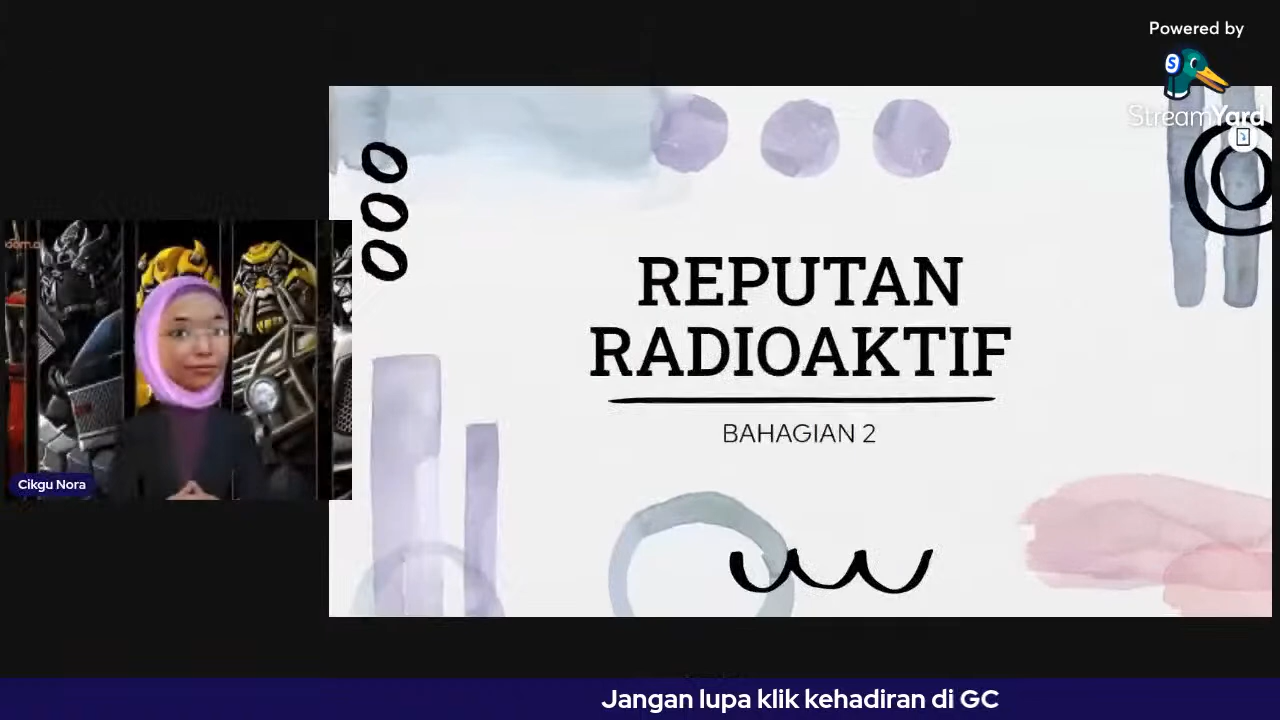 Powered by
StreamYard
REPUTAN
RADIOAKTIF
BAHAGIAN 2
Cikgu Nora
Jangan lupa klik kehadiran di GC